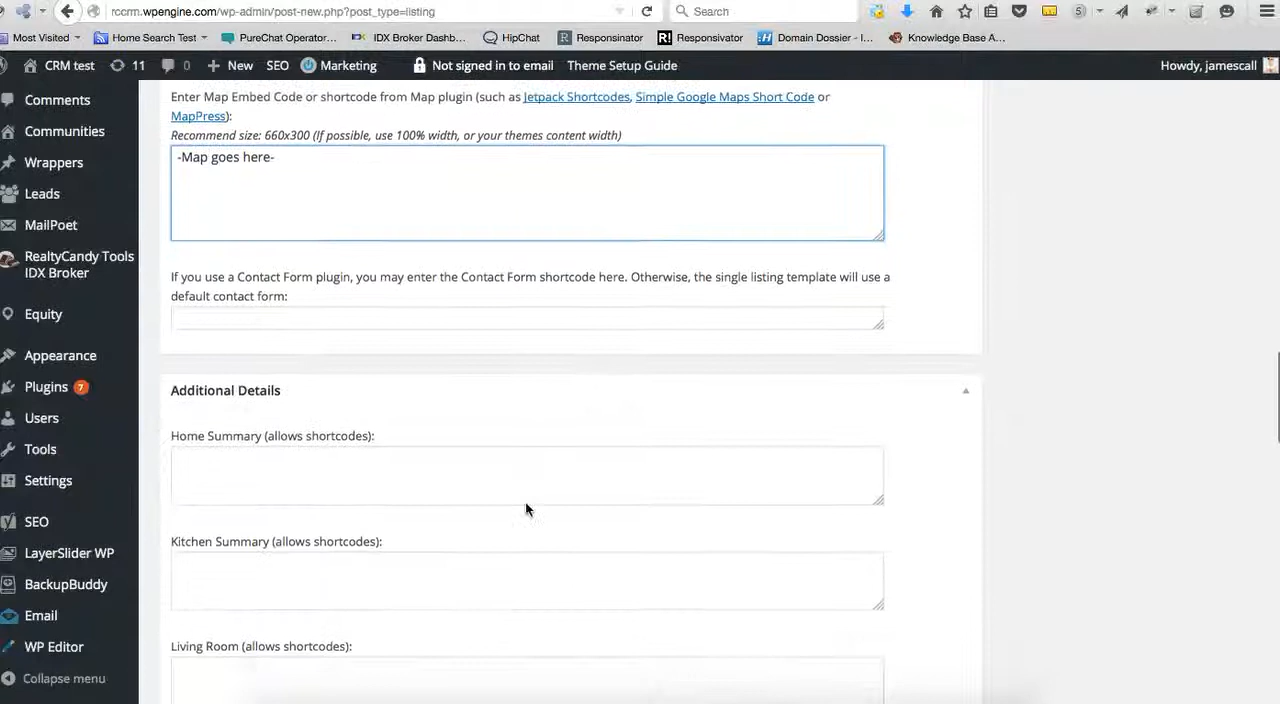 rccrm.wpengine.com/wp-admin/post-new.php?post_type=listing
Search
5
Most Visited
Home Search Test
PureChat Operator...
IDX Broker Dashb...
HipChat
Responsinator
R! Responsivator
:H Domain Dossier - I...
Knowledge Base A...
CRM test
11
0
New
SEO
Marketing
Not signed in to email
Theme Setup Guide
Howdy, jamescall
Comments
Communities
Wrappers
Leads
MailPoet
RealtyCandy Tools
IDX Broker
Equity
Appearance
Plugins 7
Users
Tools
Settings
SEO
LayerSlider WP
BackupBuddy
Email
WP Editor
Collapse menu
Enter Map Embed Code or shortcode from Map plugin (such as Jetpack Shortcodes, Simple Google Maps Short Code or
MapPress):
Recommend size: 660x300 (If possible, use 100% width, or your themes content width)
-Map goes here-
If you use a Contact Form plugin, you may enter the Contact Form shortcode here. Otherwise, the single listing template will use a
default contact form:
Additional Details
Home Summary (allows shortcodes):
Kitchen Summary (allows shortcodes):
Living Room (allows shortcodes):